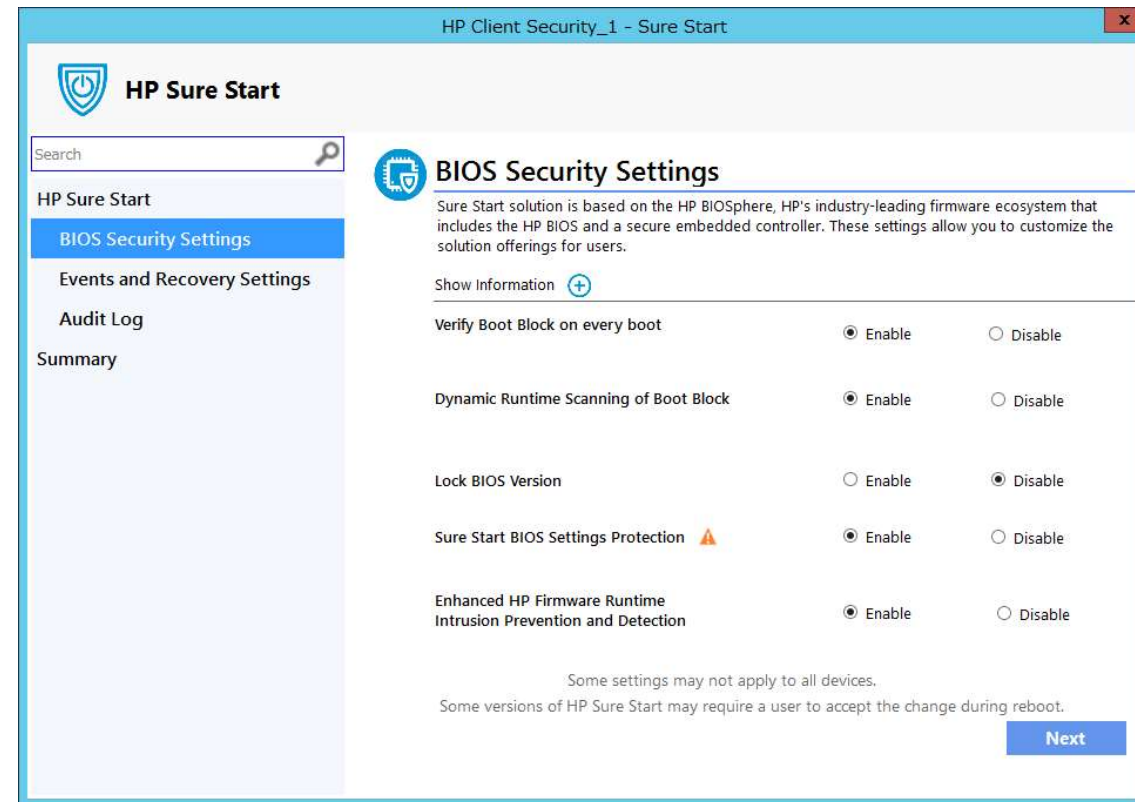 HP Client Security_1 - Sure Start
x
HP Sure Start
Search
HP Sure Start
BIOS Security Settings
Events and Recovery Settings
Audit Log
Summary
BIOS Security Settings
Sure Start solution is based on the HP BIOSphere, HP's industry-leading firmware ecosystem that
includes the HP BIOS and a secure embedded controller. These settings allow you to customize the
solution offerings for users.
Show Information
Verify Boot Block on every boot Enable Disable
Dynamic Runtime Scanning of Boot Block Enable Disable
Lock BIOS Version Enable Disable
Sure Start BIOS Settings Protection Enable Disable
Enhanced HP Firmware Runtime
Intrusion Prevention and Detection Enable Disable
Some settings may not apply to all devices.
Some versions of HP Sure Start may require a user to accept the change during reboot.
Next